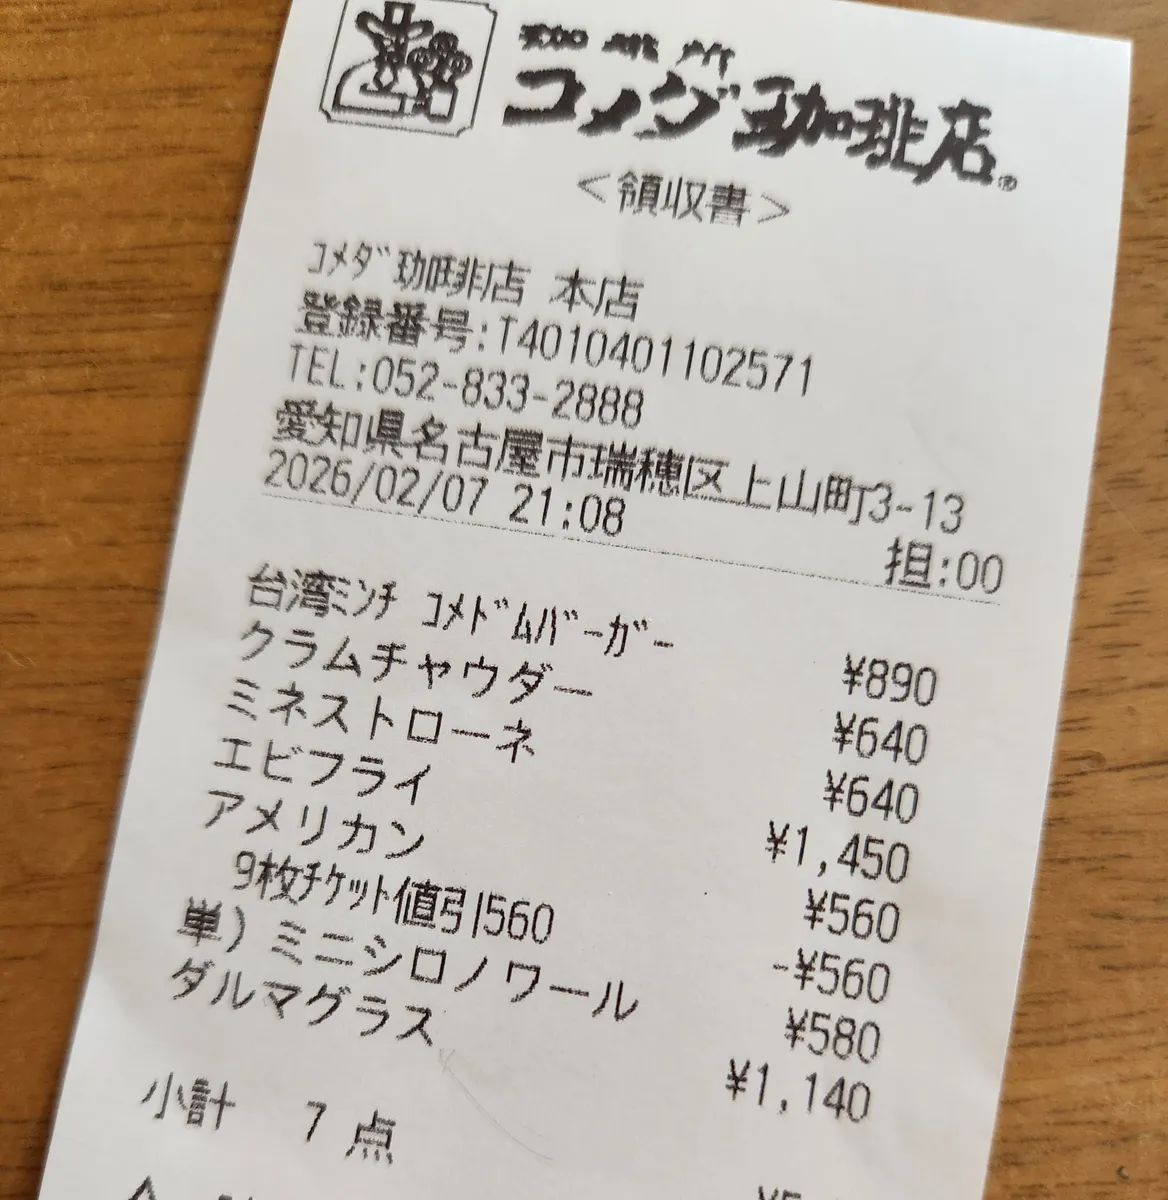 珈琲所
コメダ珈琲店®
＜領収書＞
ｺﾒﾀﾞ珈琲店 本店
登録番号:T4010401102571
TEL:052-833-2888
愛知県名古屋市瑞穂区上山町3-13
2026/02/07 21:08
担:00
台湾ﾐﾝﾁ ｺﾒﾄﾞﾑﾊﾞｰｶﾞｰ ¥890
クラムチャウダー ¥640
ミネストローネ ¥640
エビフライ ¥1,450
アメリカン ¥560
9枚ﾁｹｯﾄ値引560 -¥560
単）ミニシロノワール ¥580
ダルマグラス ¥1,140
小計 7点